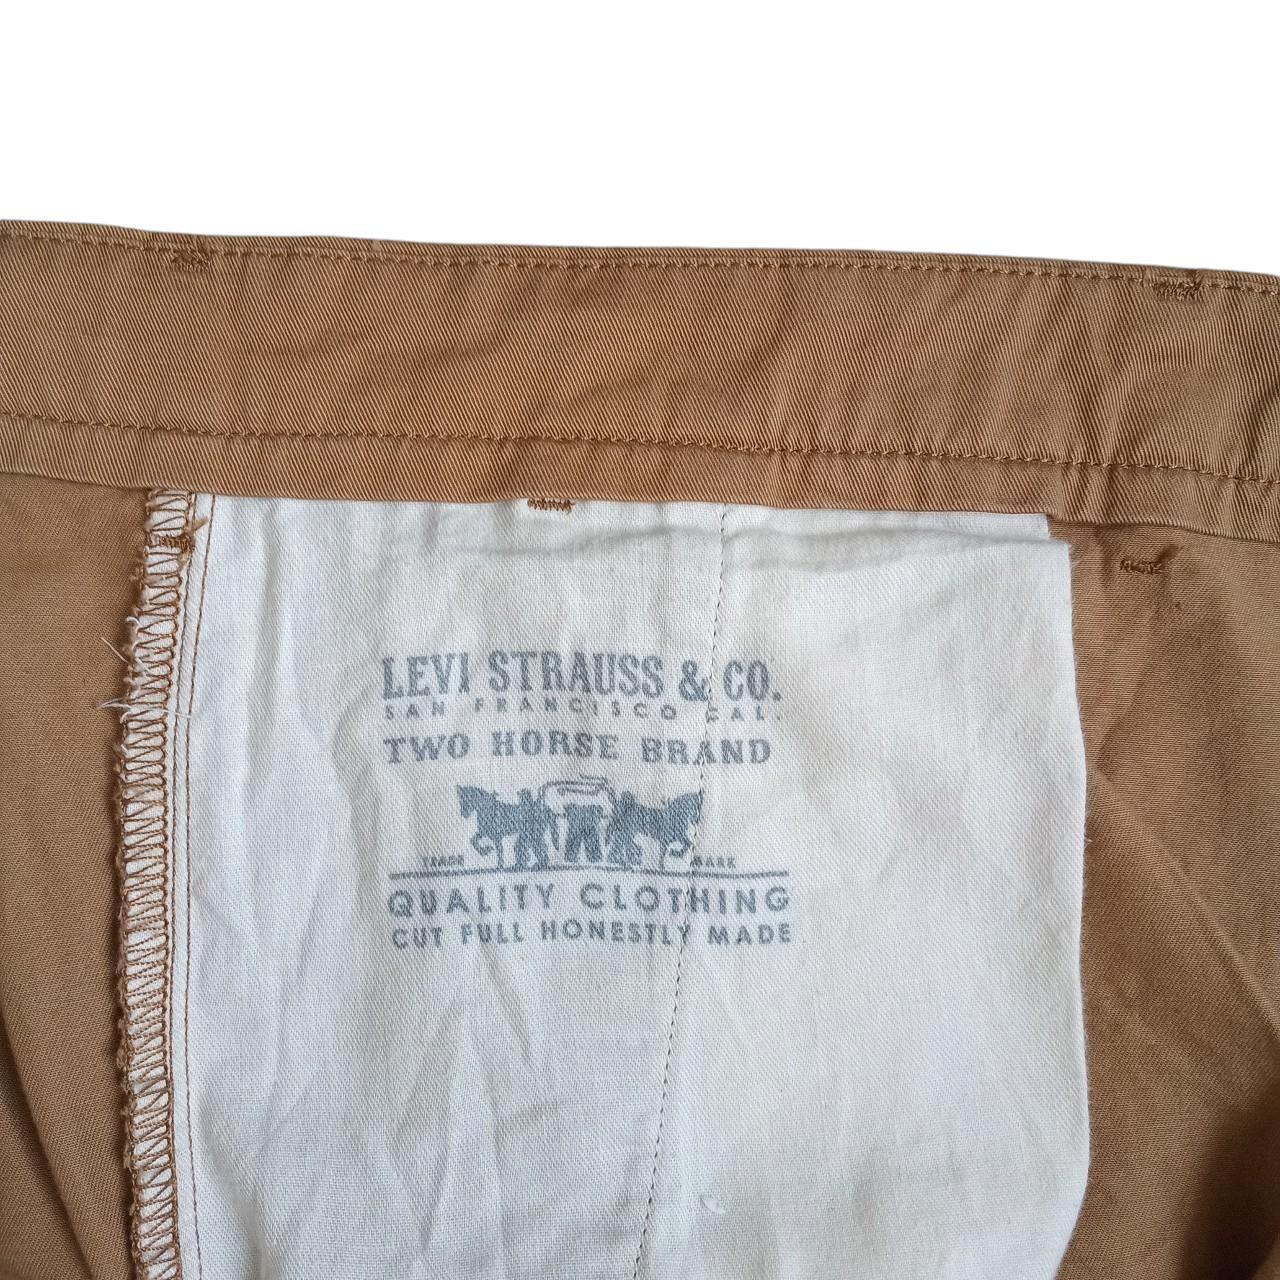 LEVI STRAUSS & CO.
SAN FRANCISCO CAL.
TWO HORSE BRAND
TRADE MARK
QUALITY CLOTHING
CUT FULL HONESTLY MADE